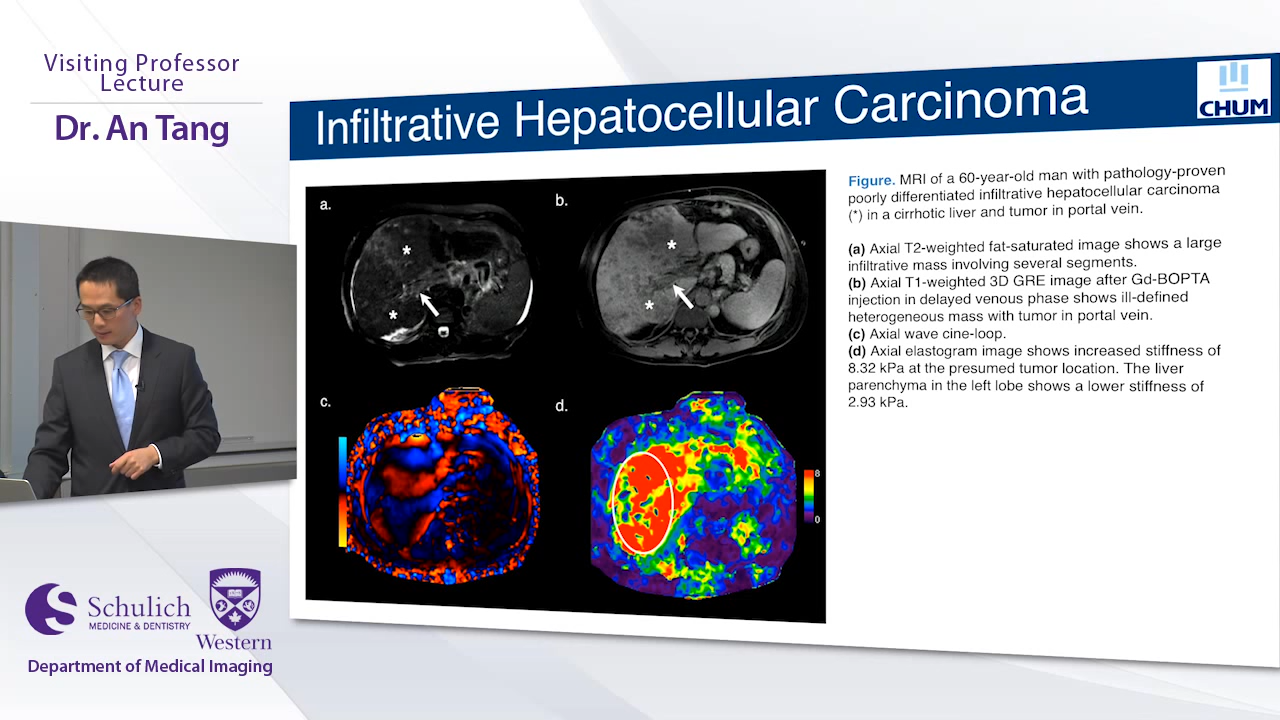 Visiting Professor
Lecture
Dr. An Tang
Infiltrative Hepatocellular Carcinoma
CHUM
a.
*
*
b.
*
*
c.
d.
8
0
Figure. MRI of a 60-year-old man with pathology-proven
poorly differentiated infiltrative hepatocellular carcinoma
(*) in a cirrhotic liver and tumor in portal vein.
(a) Axial T2-weighted fat-saturated image shows a large
infiltrative mass involving several segments.
(b) Axial T1-weighted 3D GRE image after Gd-BOPTA
injection in delayed venous phase shows ill-defined
heterogeneous mass with tumor in portal vein.
(c) Axial wave cine-loop.
(d) Axial elastogram image shows increased stiffness of
8.32 kPa at the presumed tumor location. The liver
parenchyma in the left lobe shows a lower stiffness of
2.93 kPa.
Schulich
MEDICINE & DENTISTRY
Western
Department of Medical Imaging